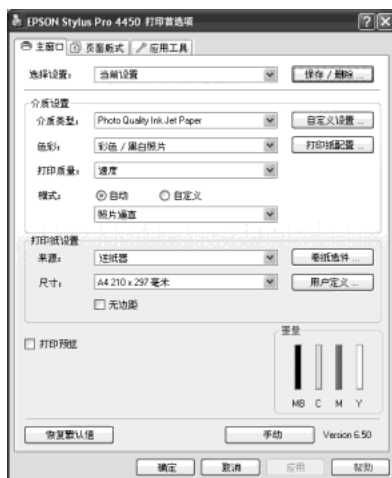 EPSON Stylus Pro 4450 打印首选项
主窗口 页面版式 应用工具
选择设置: 当前设置 保存 / 删除 ...
介质设置
介质类型: Photo Quality Ink Jet Paper 自定义设置 ...
色彩: 彩色 / 黑白照片 打印纸配置 ...
打印质量: 速度
模式: 自动 自定义
照片逼真
打印纸设置
来源: 送纸器 卷纸选件 ...
尺寸: A4 210 x 297 毫米 用户定义 ...
无边距
打印预览
墨量
MB C M Y
恢复默认值 手动 Version 6.50
确定 取消 应用 帮助